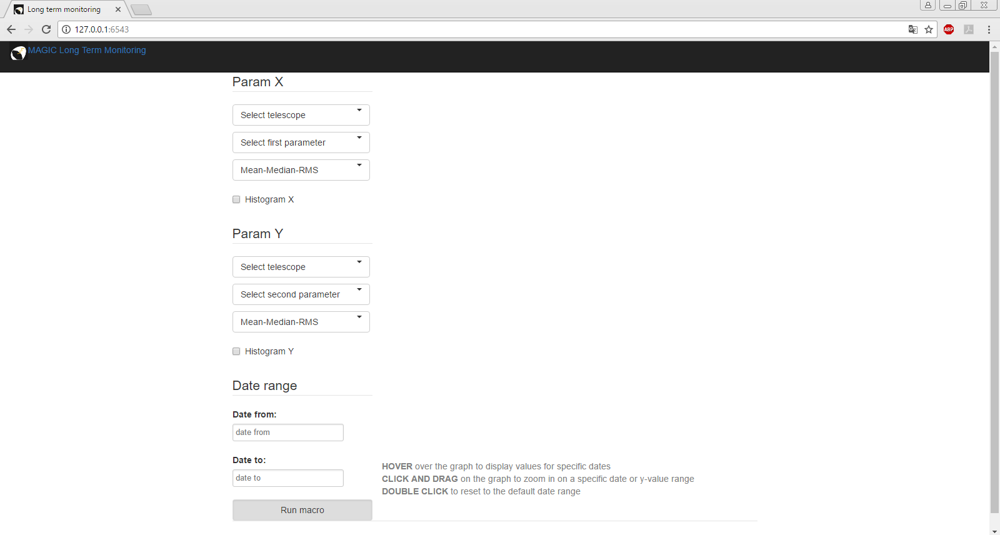 Long term monitoring
127.0.0.1:6543
ABP
MAGIC Long Term Monitoring
Param X
Select telescope
Select first parameter
Mean-Median-RMS
Histogram X
Param Y
Select telescope
Select second parameter
Mean-Median-RMS
Histogram Y
Date range
Date from:
date from
Date to:
date to
HOVER over the graph to display values for specific dates
CLICK AND DRAG on the graph to zoom in on a specific date or y-value range
DOUBLE CLICK to reset to the default date range
Run macro